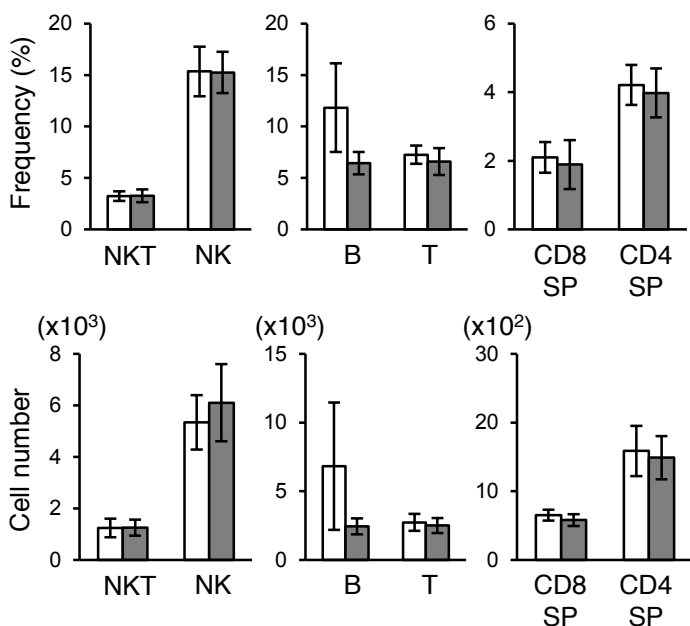 Frequency (%)
20
15
10
5
0
NKT NK
20
15
10
5
0
B T
6
4
2
0
CD8 CD4
SP SP
Cell number
(x10³)
8
6
4
2
0
NKT NK
(x10³)
15
10
5
0
B T
(x10²)
30
20
10
0
CD8 CD4
SP SP